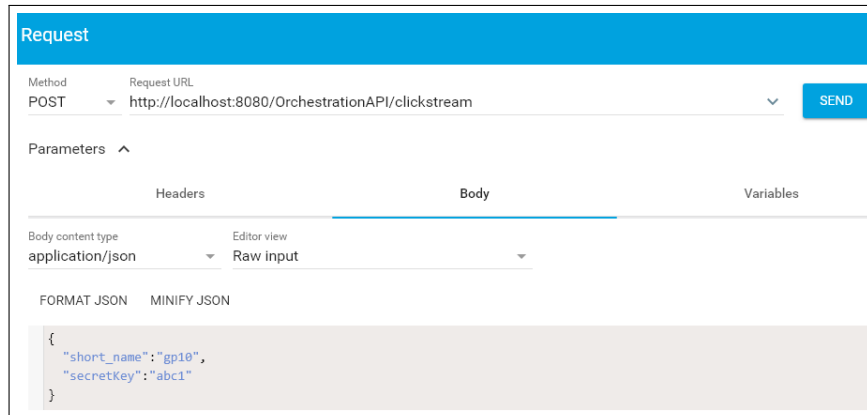 Request
Method
Request URL
POST
http://localhost:8080/OrchestrationAPI/clickstream
SEND
Parameters
Headers
Body
Variables
Body content type
Editor view
application/json
Raw input
FORMAT JSON
MINIFY JSON
{
"short_name":"gp10",
"secretKey":"abc1"
}